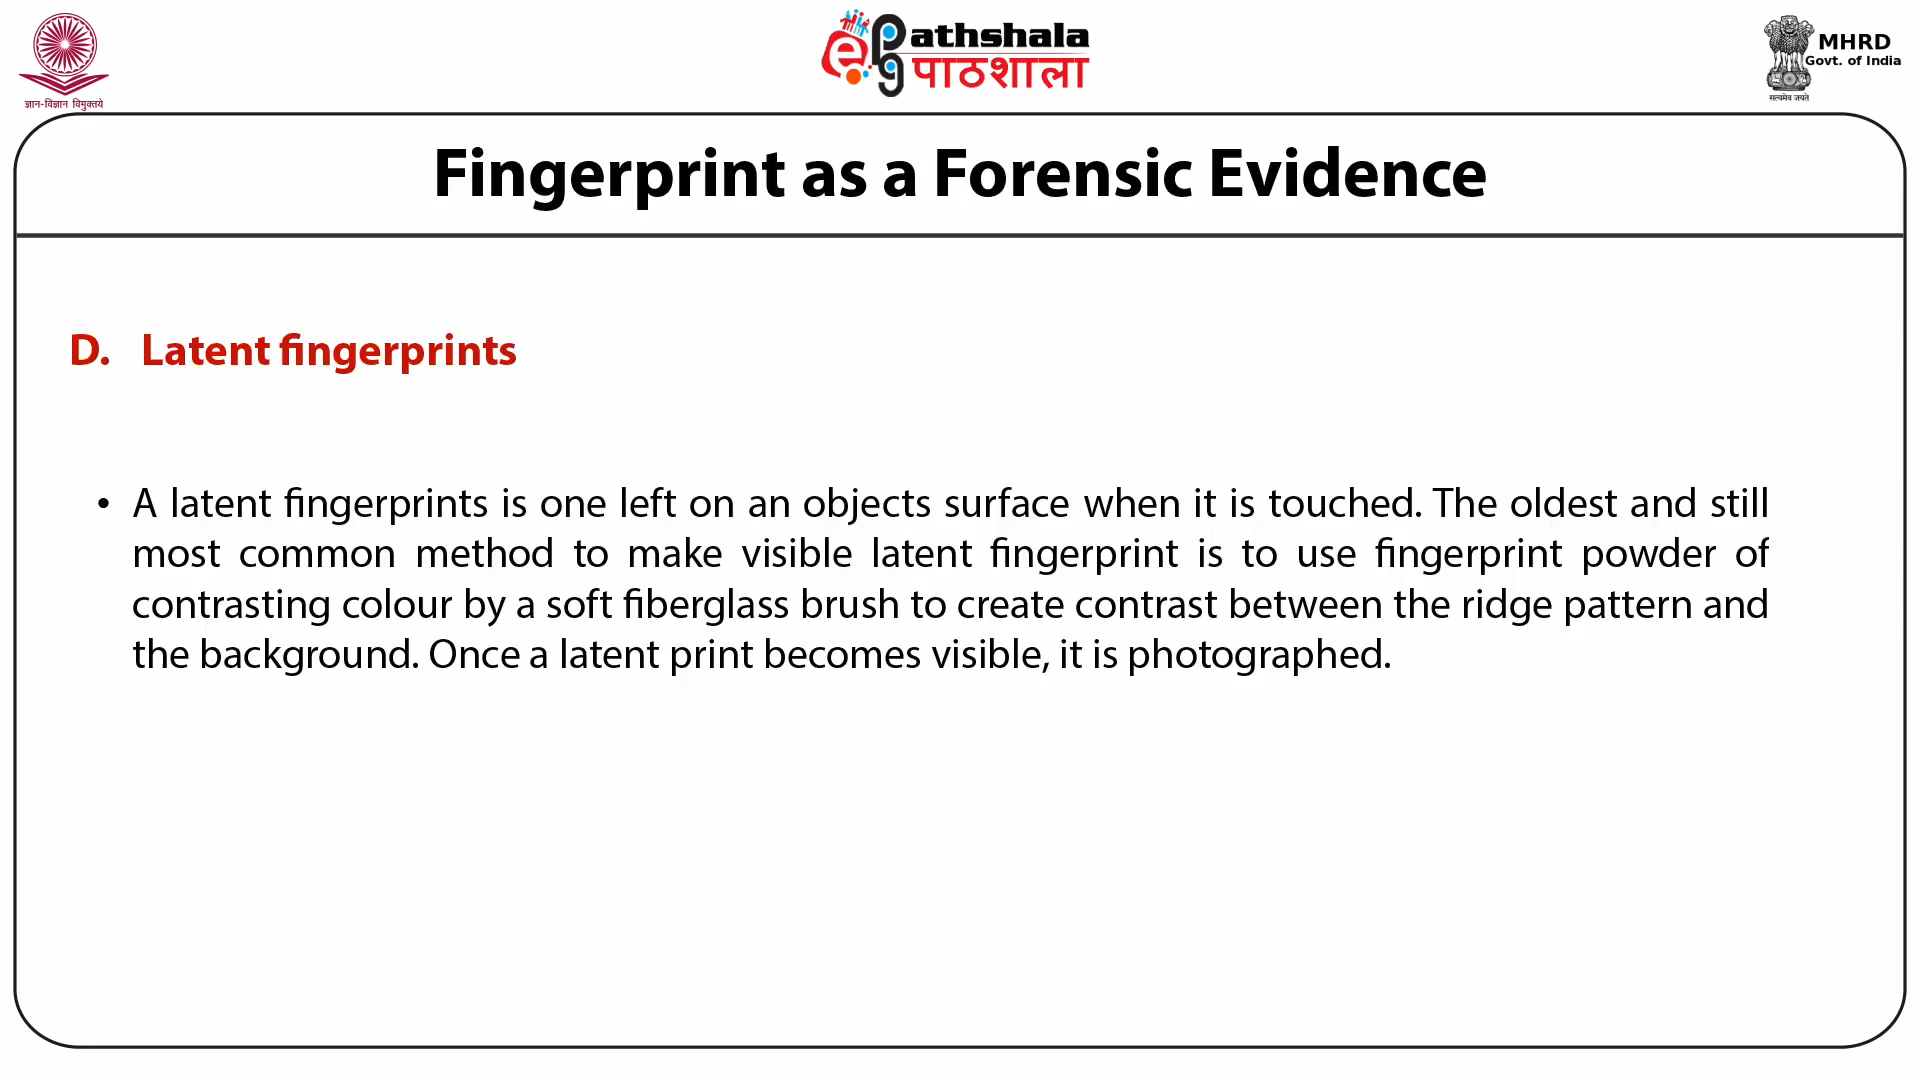 ज्ञान-विज्ञान विमुक्तये
ePg athshala
पाठशाला
MHRD
Govt. of India
सत्यमेव जयते
Fingerprint as a Forensic Evidence
D. Latent fingerprints
• A latent fingerprints is one left on an objects surface when it is touched. The oldest and still
most common method to make visible latent fingerprint is to use fingerprint powder of
contrasting colour by a soft fiberglass brush to create contrast between the ridge pattern and
the background. Once a latent print becomes visible, it is photographed.